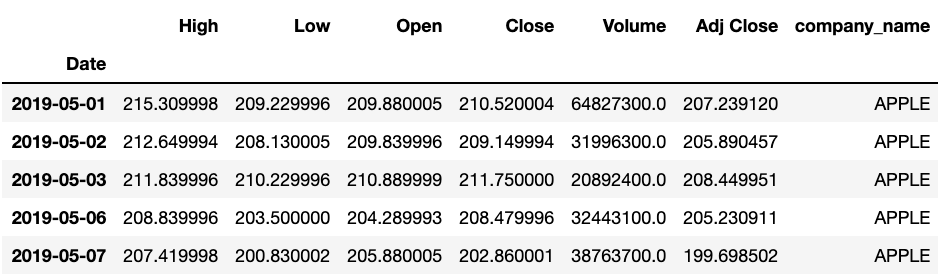 High Low Open Close Volume Adj Close company_name
Date
2019-05-01 215.309998 209.229996 209.880005 210.520004 64827300.0 207.239120 APPLE
2019-05-02 212.649994 208.130005 209.839996 209.149994 31996300.0 205.890457 APPLE
2019-05-03 211.839996 210.229996 210.889999 211.750000 20892400.0 208.449951 APPLE
2019-05-06 208.839996 203.500000 204.289993 208.479996 32443100.0 205.230911 APPLE
2019-05-07 207.419998 200.830002 205.880005 202.860001 38763700.0 199.698502 APPLE